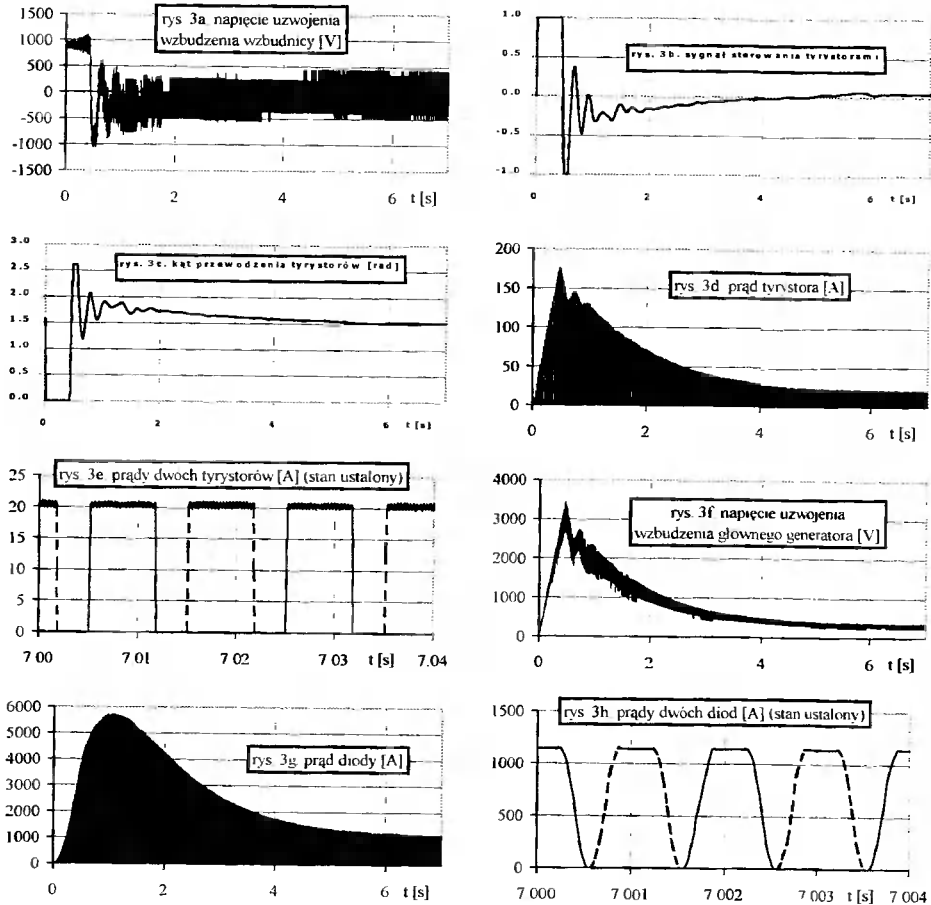 rys 3a napięcie uzwojenia
wzbudzenia wzbudnicy [V]
1500
1000
500
0
-500
-1000
-1500
0 2 4 6 t [s]
rys. 3b. sygnał sterowania tyrystorami
1.0
0.5
0.0
-0.5
-1.0
0 2 4 6 t [s]
rys. 3c. kąt przewodzenia tyrystorów [rad]
3.0
2.5
2.0
1.5
1.0
0.5
0.0
0 2 4 6 t [s]
rys 3d prąd tyrystora [A]
200
150
100
50
0
0 2 4 6 t [s]
rys 3e prądy dwoch tyrystorów [A] (stan ustalony)
25
20
15
10
5
0
7 00 7 01 7 02 7 03 t [s] 7.04
rys 3f napięcie uzwojenia
wzbudzenia głownego generatora [V]
4000
3000
2000
1000
0
0 2 4 6 t [s]
rys 3g prąd diody [A]
6000
5000
4000
3000
2000
1000
0
0 2 4 6 t [s]
rys 3h prądy dwóch diod [A] (stan ustalony)
1500
1000
500
0
7 000 7 001 7 002 7 003 t [s] 7 004